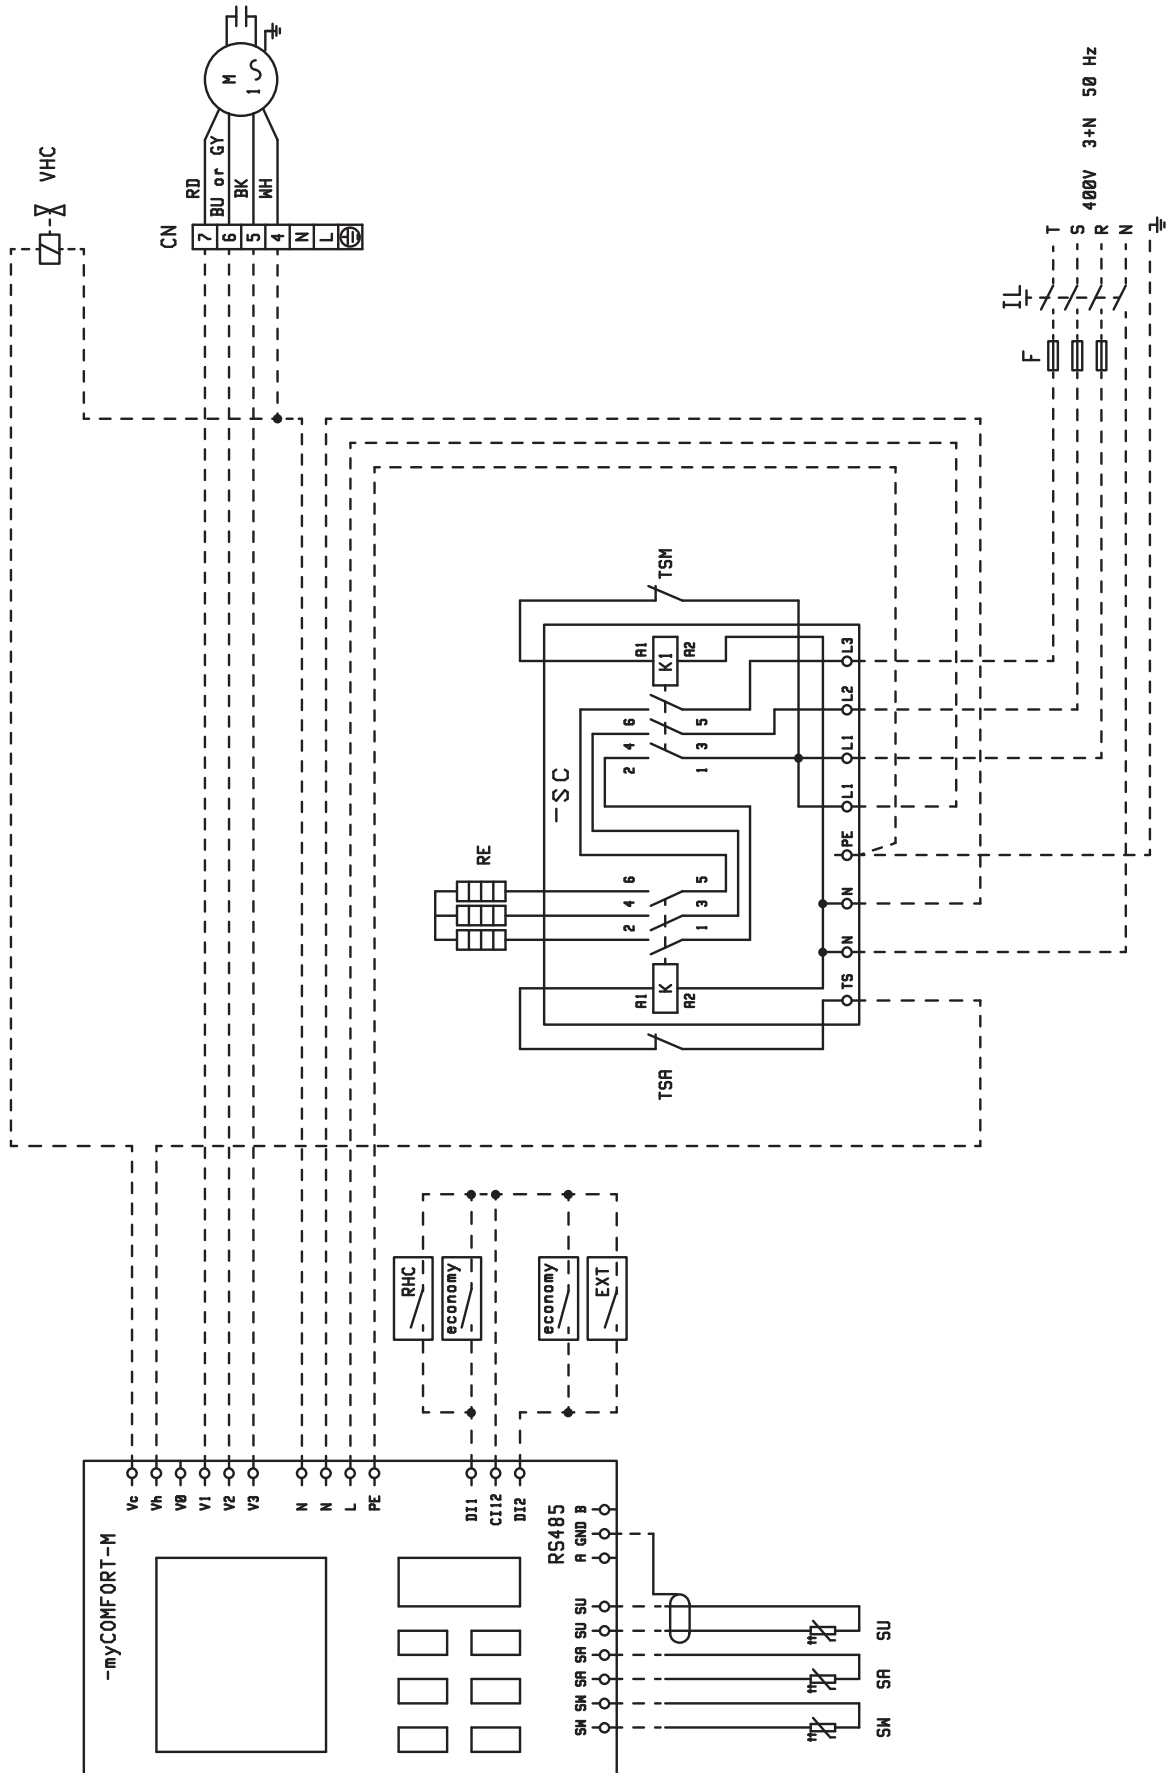 VHC
M
1
RD
BU or GY
BK
WH
CN
7
6
5
4
N
L
400V 3+N 50 Hz
T
S
R
N
IL
F
TSM
A1
K1
A2
6
5
4
3
2
1
-SC
RE
6
5
4
3
2
1
A1
K
A2
L3
L2
L1
L1
PE
N
N
TS
TSA
RHC
economy
economy
EXT
-myCOMFORT-M
Vc
Vh
V0
V1
V2
V3
N
N
L
PE
DI1
CI12
DI2
RS485
B
GND
A
SU
SU
SA
SA
SW
SW
SU
SA
SW